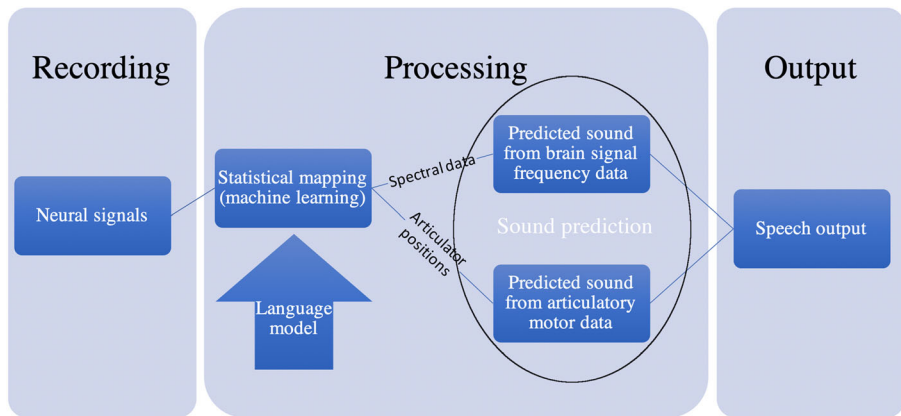 Recording
Processing
Output
Neural signals
Statistical mapping
(machine learning)
Language
model
Spectral data
Articulator
positions
Predicted sound
from brain signal
frequency data
Sound prediction
Predicted sound
from articulatory
motor data
Speech output